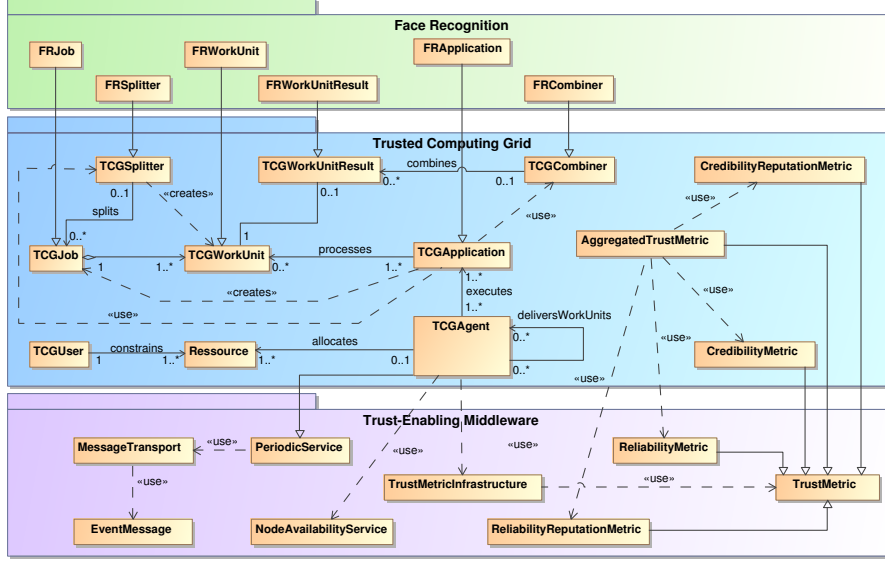 Face Recognition
FRJob
FRWorkUnit
FRApplication
FRSplitter
FRWorkUnitResult
FRCombiner
Trusted Computing Grid
TCGSplitter
TCGWorkUnitResult
combines
TCGCombiner
CredibilityReputationMetric
0..1
«creates»
0..1
0..*
0..1
«use»
splits
«use»
0..*
1
TCGJob
TCGWorkUnit
processes
TCGApplication
AggregatedTrustMetric
1
1..*
0..*
1..*
1..*
«use»
«creates»
executes
«use»
1..*
deliversWorkUnits
TCGAgent
0..*
«use»
TCGUser
constrains
Ressource
allocates
CredibilityMetric
1
1..*
1..*
0..1
0..*
«use»
Trust-Enabling Middleware
MessageTransport
«use»
PeriodicService
«use»
«use»
ReliabilityMetric
«use»
TrustMetricInfrastructure
«use»
TrustMetric
EventMessage
NodeAvailabilityService
ReliabilityReputationMetric